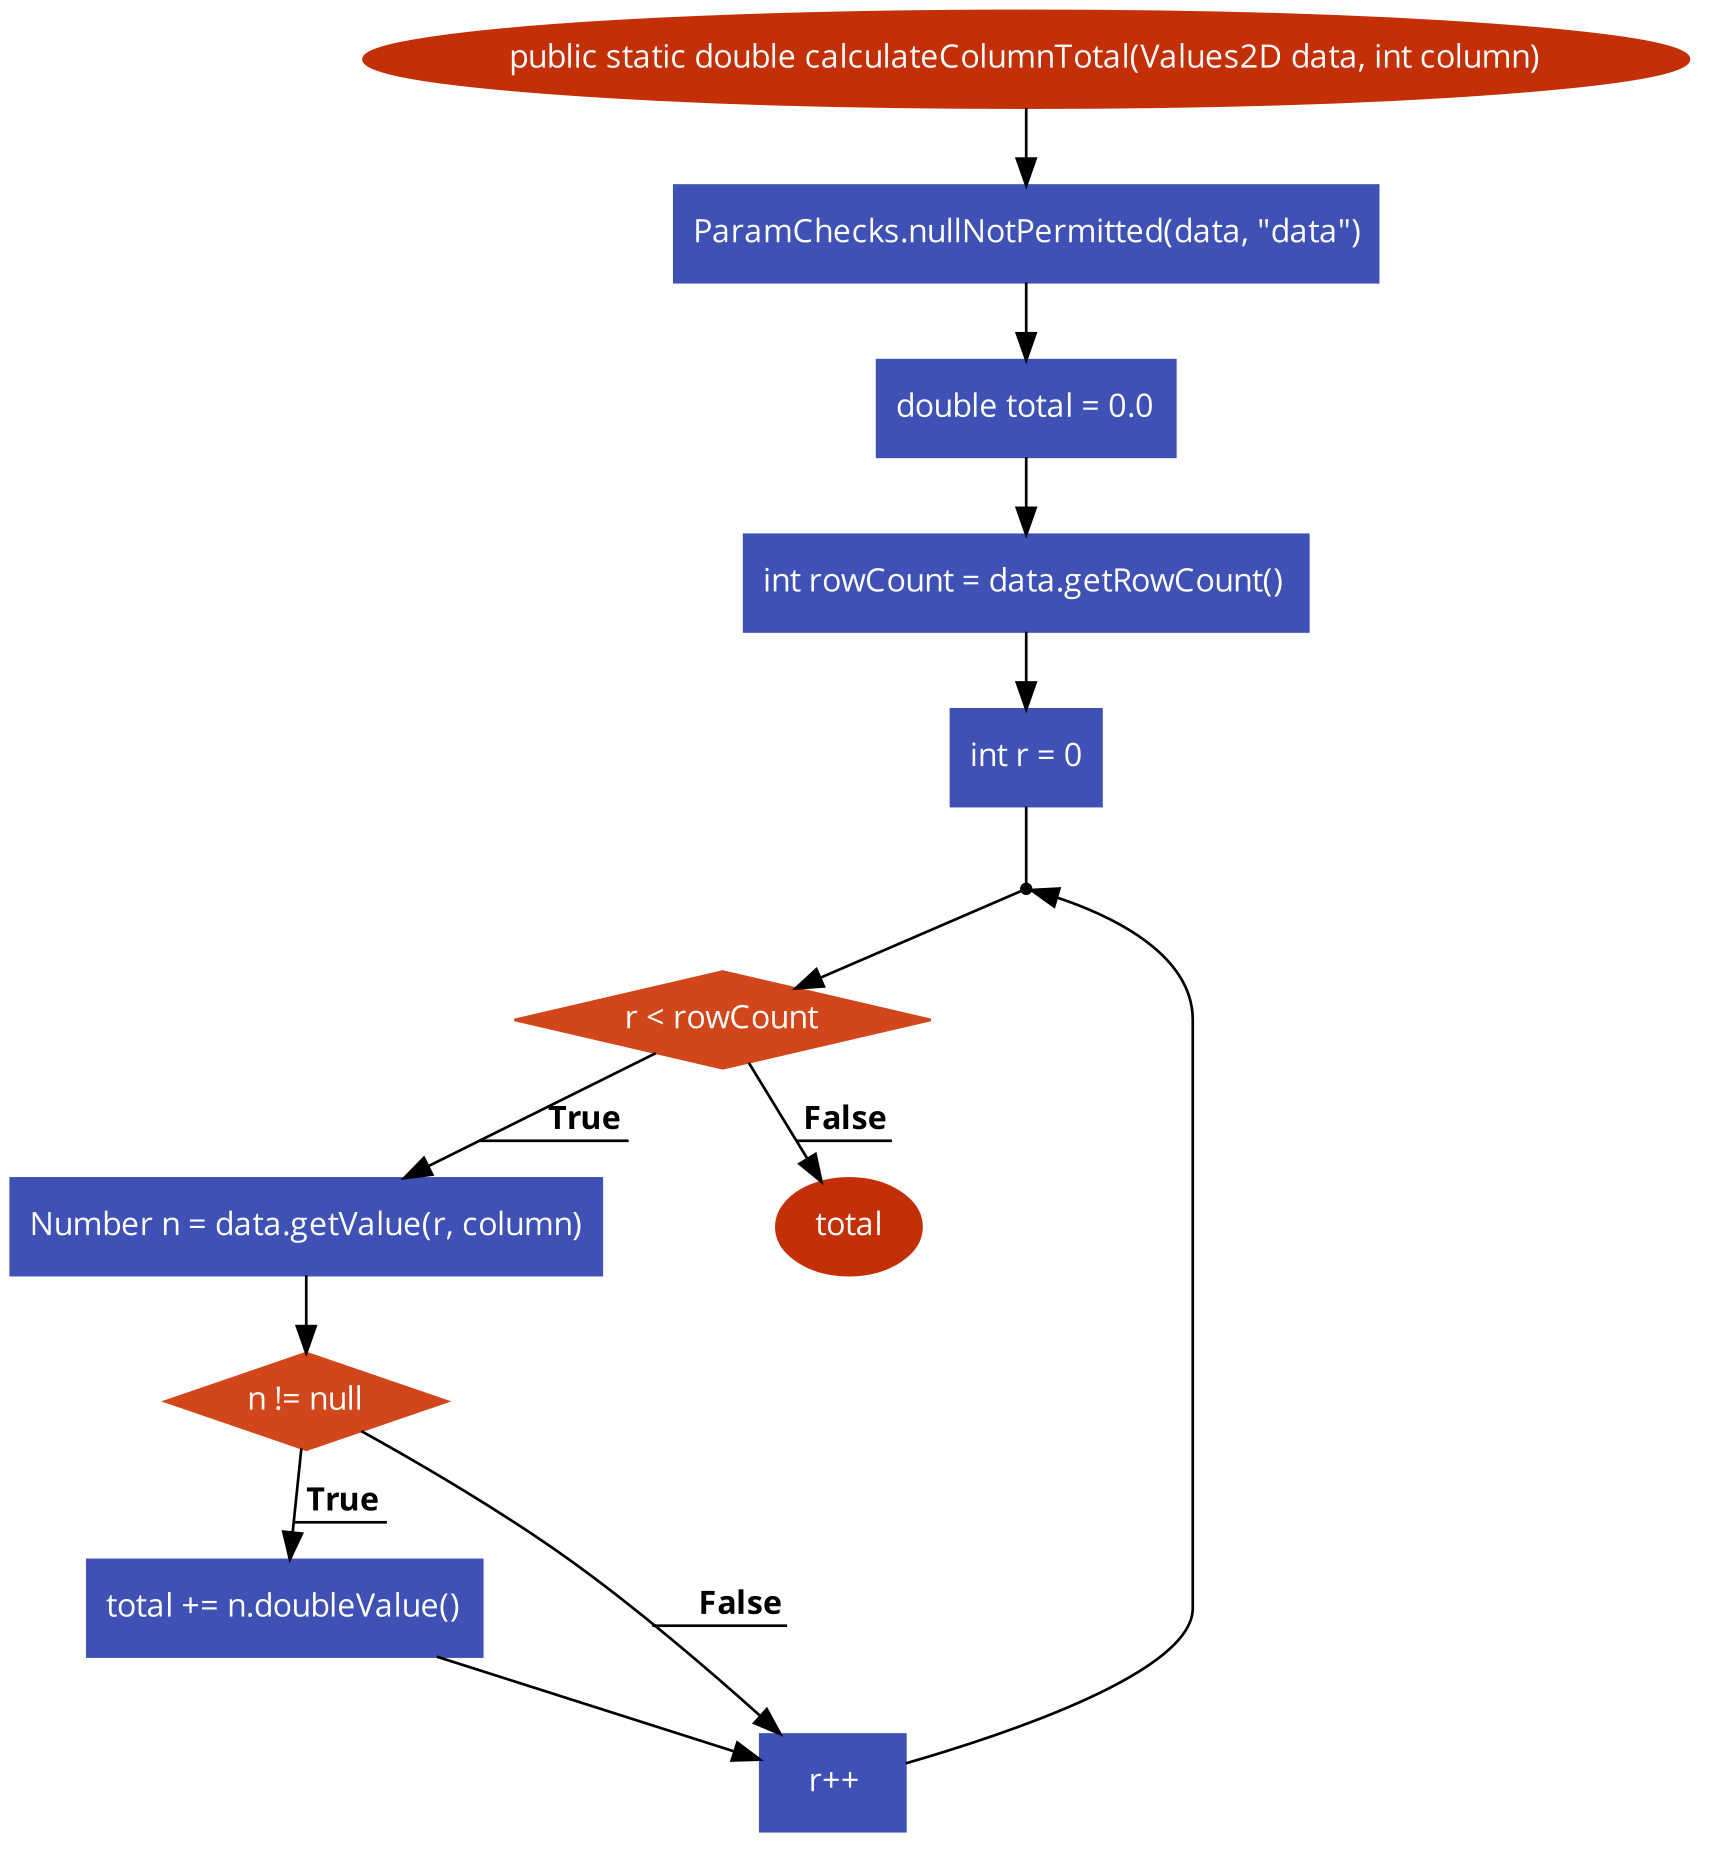 public static double calculateColumnTotal(Values2D data, int column)
ParamChecks.nullNotPermitted(data, "data")
double total = 0.0
int rowCount = data.getRowCount()
int r = 0
r < rowCount
True
False
Number n = data.getValue(r, column)
total
n != null
True
False
total += n.doubleValue()
r++